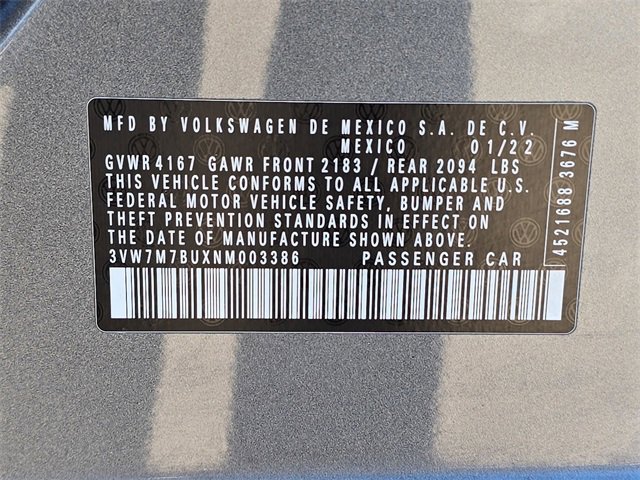 MFD BY VOLKSWAGEN DE MEXICO S.A. DE C.V.
MEXICO 01/22
GVWR 4167 GAWR FRONT 2183 / REAR 2094 LBS
THIS VEHICLE CONFORMS TO ALL APPLICABLE U.S.
FEDERAL MOTOR VEHICLE SAFETY, BUMPER AND
THEFT PREVENTION STANDARDS IN EFFECT ON
THE DATE OF MANUFACTURE SHOWN ABOVE.
3VW7M7BUXNM003386 PASSENGER CAR
4521688 3676 M